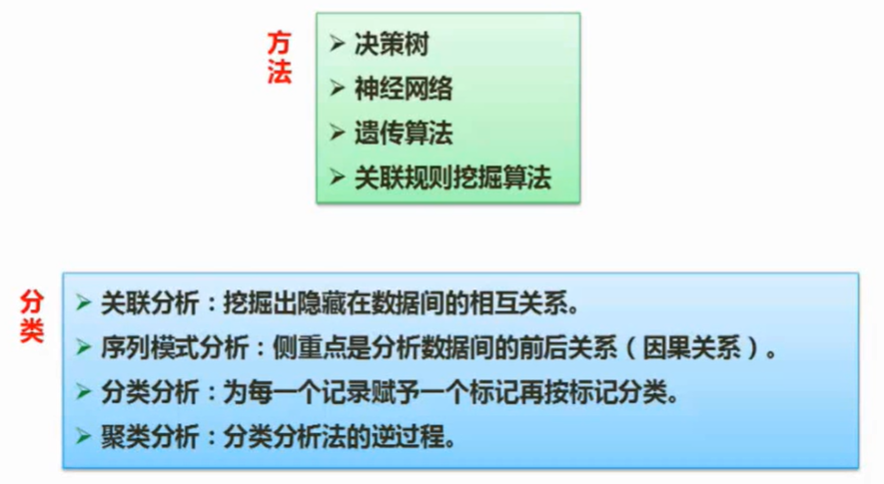 方法
决策树
神经网络
遗传算法
关联规则挖掘算法
分类
关联分析：挖掘出隐藏在数据间的相互关系。
序列模式分析：侧重点是分析数据间的前后关系（因果关系）。
分类分析：为每一个记录赋予一个标记再按标记分类。
聚类分析：分类分析法的逆过程。